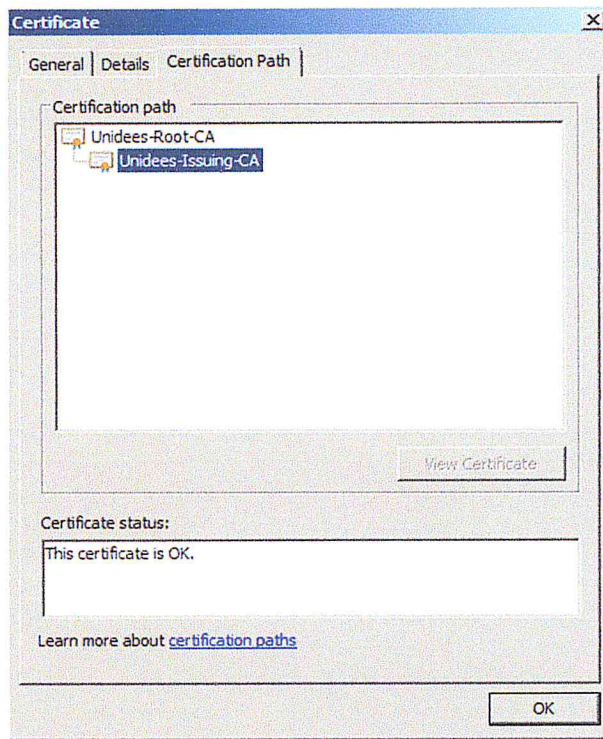 Certificate
General
Details
Certification Path
Certification path
Unidees-Root-CA
Unidees-Issuing-CA
View Certificate
Certificate status:
This certificate is OK.
Learn more about certification paths
OK